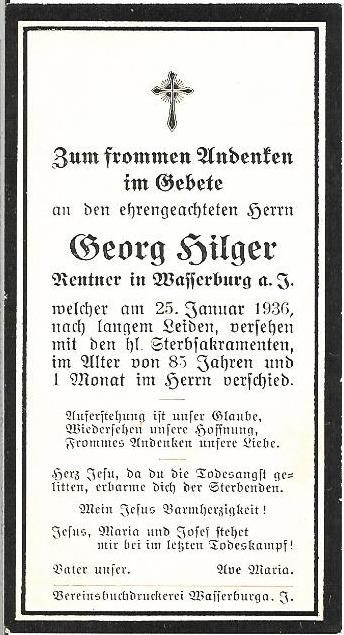 Zum frommen Andenken
im Gebete
an den ehrengeachteten Herrn
Georg Hilger
Rentner in Wasserburg a. J.
welcher am 25. Januar 1936,
nach langem Leiden, versehen
mit den hl. Sterbsakramenten,
im Alter von 85 Jahren und
1 Monat im Herrn verschied.
Auferstehung ist unser Glaube,
Wiedersehen unsere Hoffnung,
Frommes Andenken unsere Liebe.
Herz Jesu, da du die Todesangst ge-
litten, erbarme dich der Sterbenden.
Mein Jesus Barmherzigkeit!
Jesus, Maria und Josef stehet
mir bei im letzten Todeskampf!
Vater unser. Ave Maria.
Vereinsbuchdruckerei Wasserburga. J.